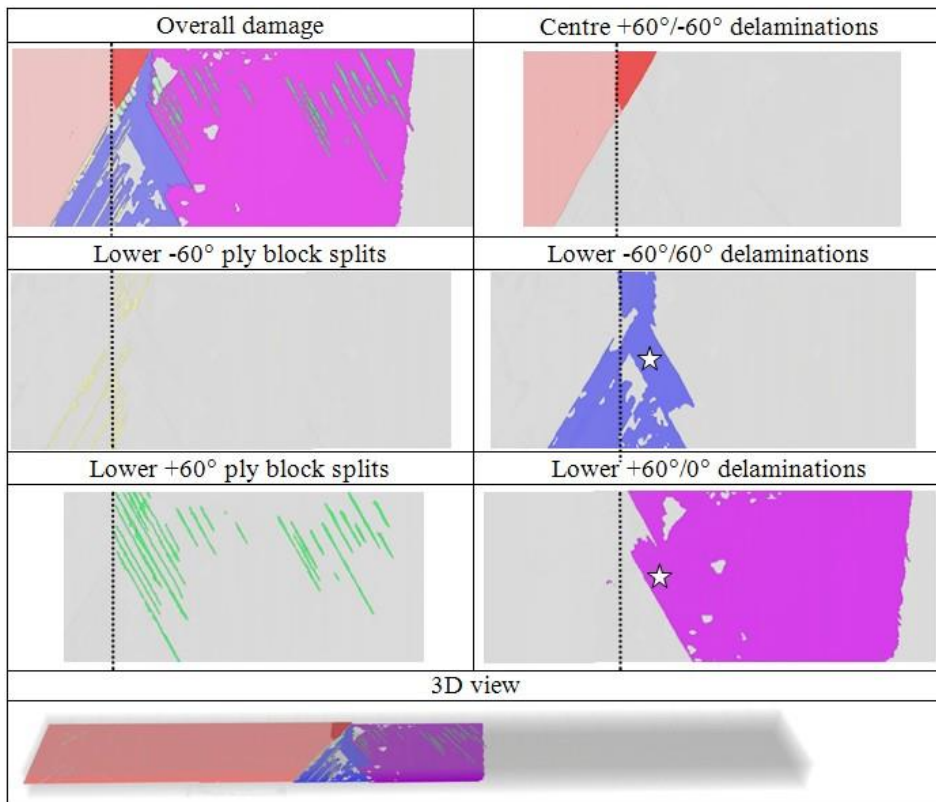 Overall damage
Centre +60°/-60° delaminations
Lower -60° ply block splits
Lower -60°/60° delaminations
Lower +60° ply block splits
Lower +60°/0° delaminations
3D view